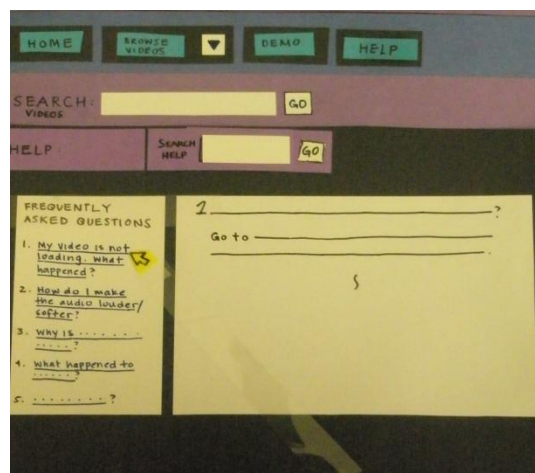 HOME
BROWSE
VIDEOS
DEMO
HELP
SEARCH:
VIDEOS
GO
HELP
SEARCH
HELP
GO
FREQUENTLY
ASKED QUESTIONS
1. My video is not
loading. What
happened?
2. How do I make
the audio louder/
softer?
3. Why is .......
.....?
4. What happened to
.....?
5. ........ ?
1 ?
Go to
.